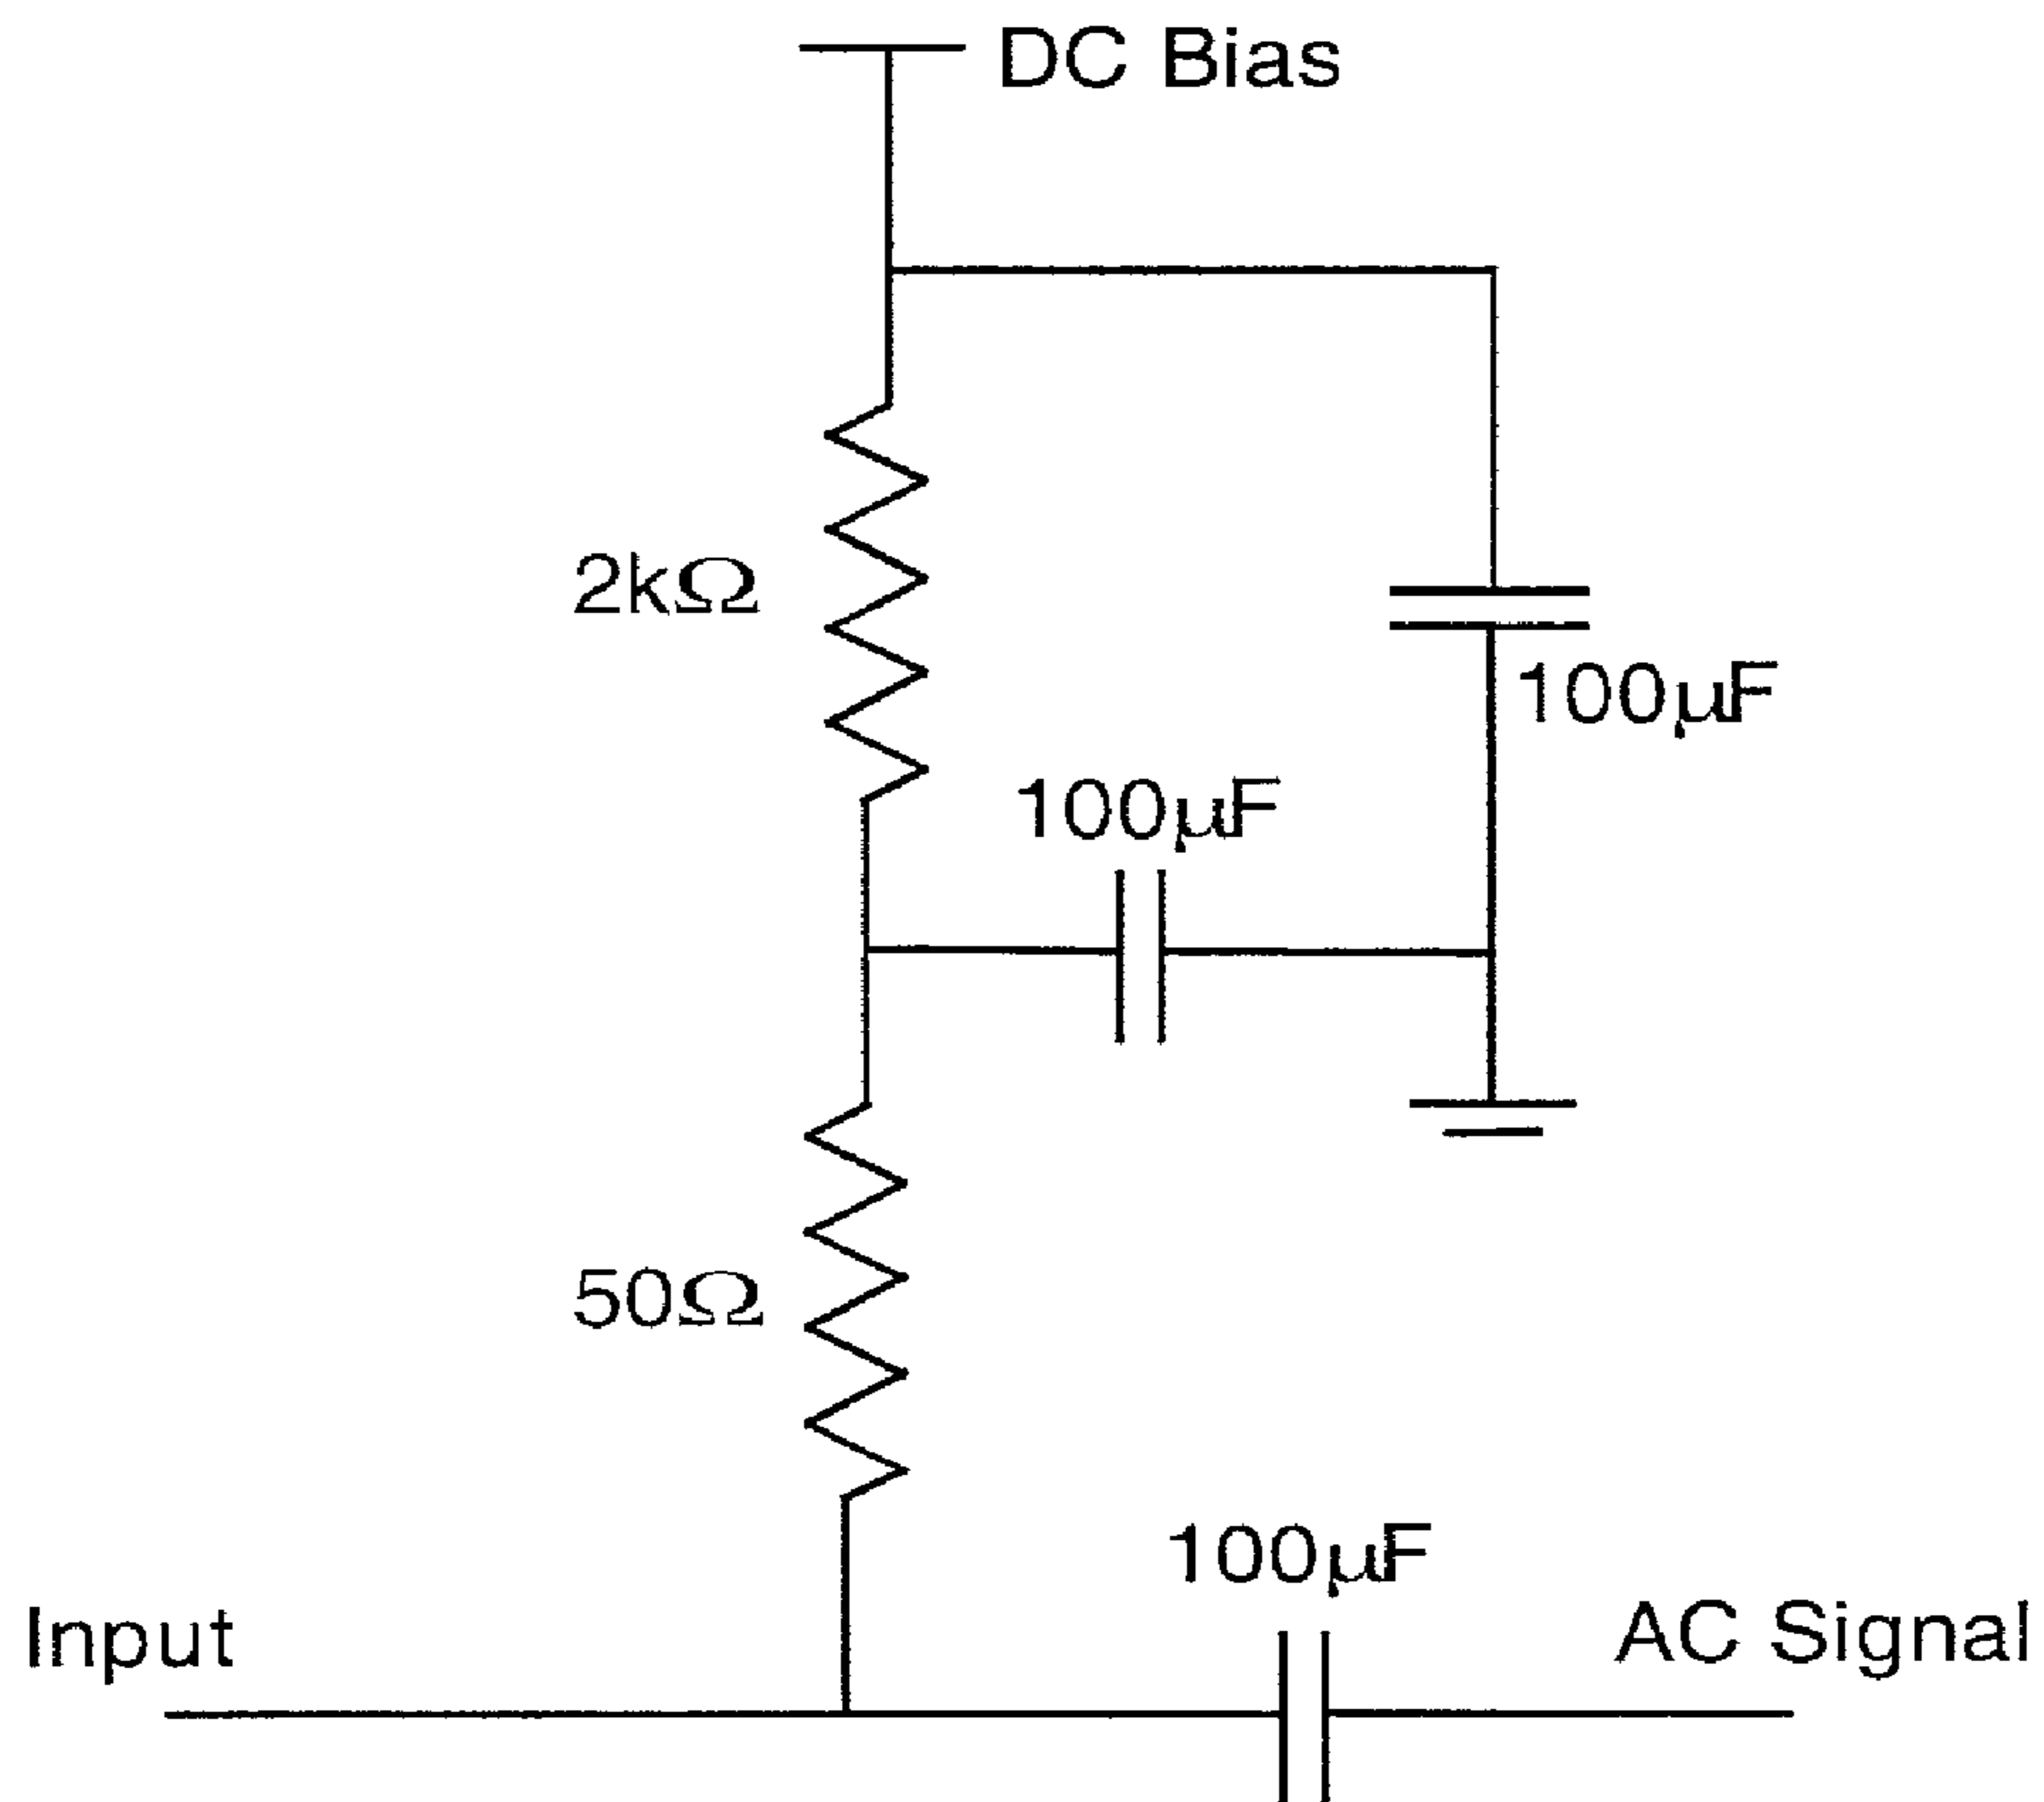 DC Bias
2kΩ
100µF
100µF
50Ω
100µF
Input
AC Signal